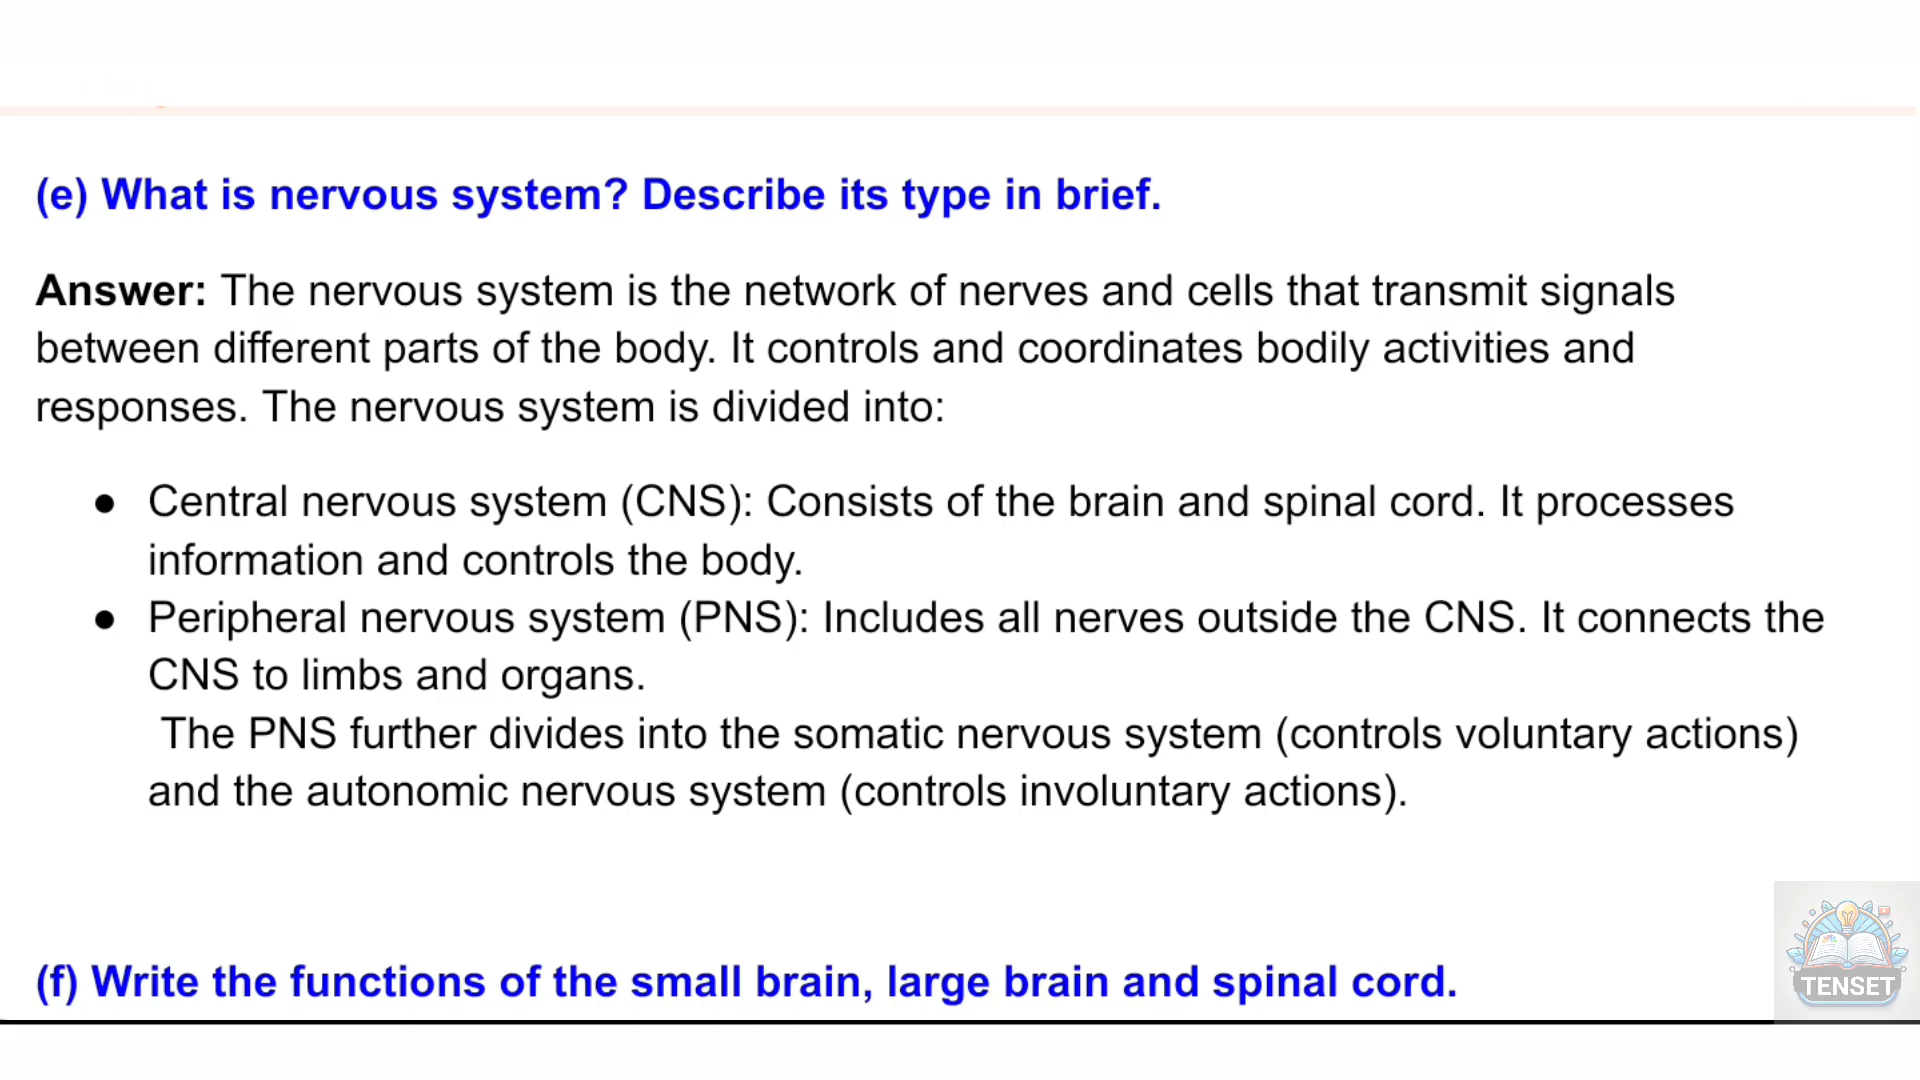 (e) What is nervous system? Describe its type in brief.
Answer: The nervous system is the network of nerves and cells that transmit signals
between different parts of the body. It controls and coordinates bodily activities and
responses. The nervous system is divided into:
● Central nervous system (CNS): Consists of the brain and spinal cord. It processes
information and controls the body.
● Peripheral nervous system (PNS): Includes all nerves outside the CNS. It connects the
CNS to limbs and organs.
The PNS further divides into the somatic nervous system (controls voluntary actions)
and the autonomic nervous system (controls involuntary actions).
(f) Write the functions of the small brain, large brain and spinal cord.
TENSET